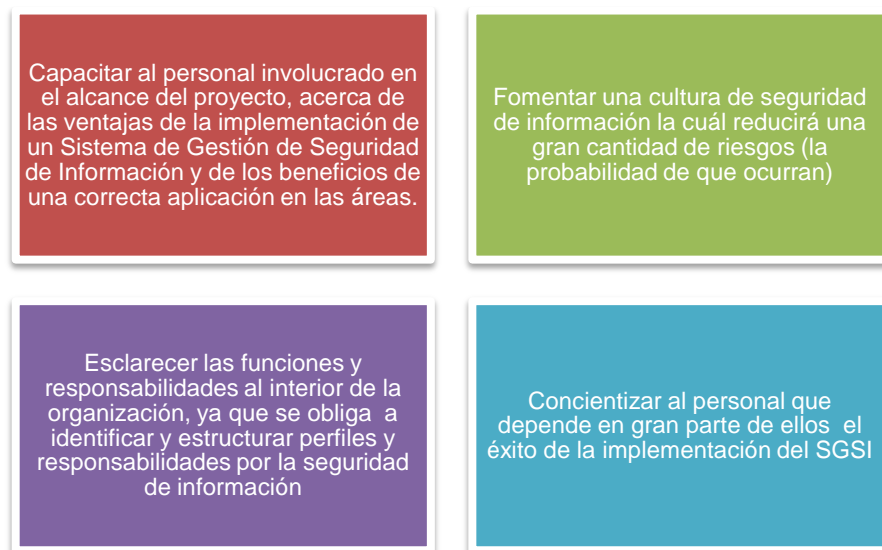 Capacitar al personal involucrado en
el alcance del proyecto, acerca de
las ventajas de la implementación de
un Sistema de Gestión de Seguridad
de Información y de los beneficios de
una correcta aplicación en las áreas.
Fomentar una cultura de seguridad
de información la cuál reducirá una
gran cantidad de riesgos (la
probabilidad de que ocurran)
Esclarecer las funciones y
responsabilidades al interior de la
organización, ya que se obliga a
identificar y estructurar perfiles y
responsabilidades por la seguridad
de información
Concientizar al personal que
depende en gran parte de ellos el
éxito de la implementación del SGSI